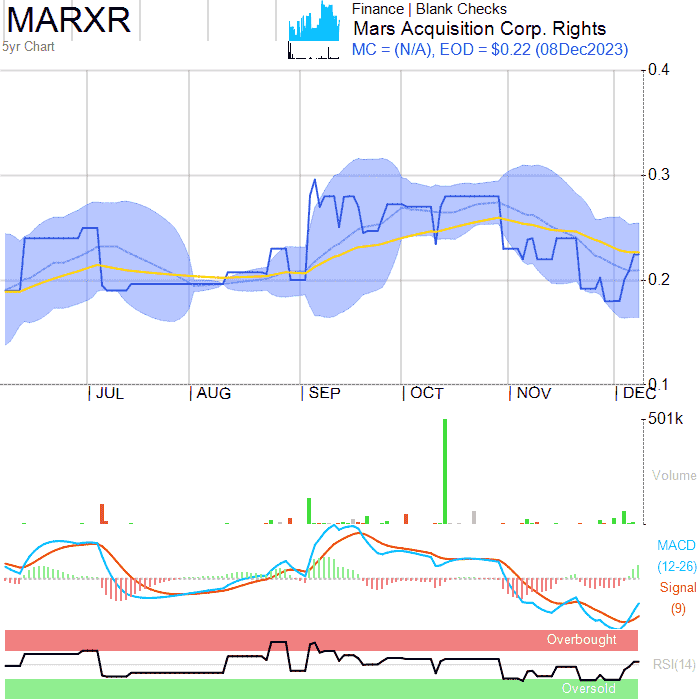 MARXR
Finance | Blank Checks
Mars Acquisition Corp. Rights
5yr Chart
MC = (N/A), EOD = $0.22 (08Dec2023)
0.4
0.3
0.2
0.1
JUL AUG SEP OCT NOV DEC
501k
Volume
MACD
(12-26)
Signal
(9)
Overbought
RSI(14)
Oversold